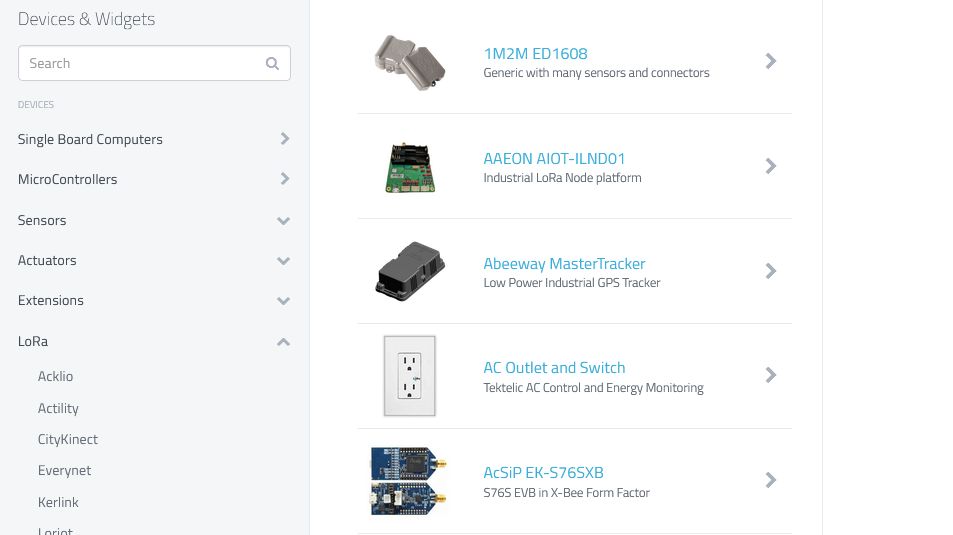 Devices & Widgets
Search
DEVICES
Single Board Computers
MicroControllers
Sensors
Actuators
Extensions
LoRa
Acklio
Actility
CityKinect
Everynet
Kerlink
Loriot
1M2M ED1608
Generic with many sensors and connectors
AAEON AIOT-ILND01
Industrial LoRa Node platform
Abeeway MasterTracker
Low Power Industrial GPS Tracker
AC Outlet and Switch
Tektelic AC Control and Energy Monitoring
AcSiP EK-S76SXB
S76S EVB in X-Bee Form Factor